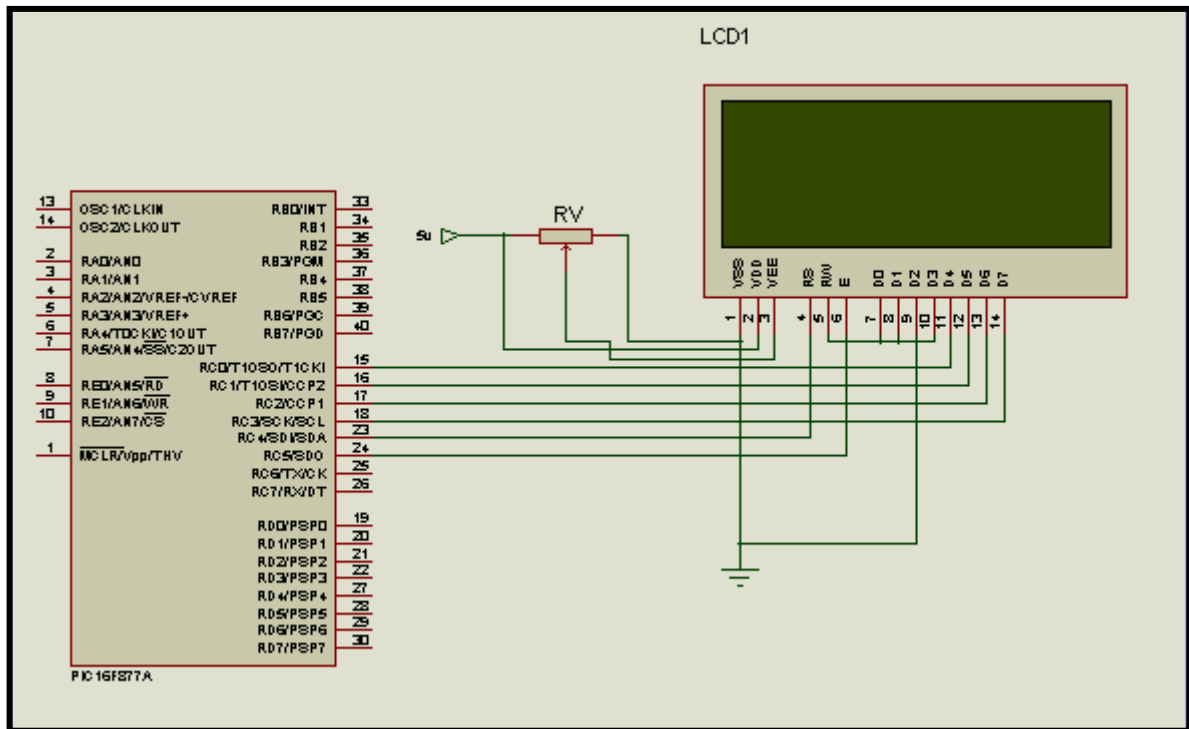 LCD1
RV
5v
VSS
VDD
VEE
RS
RW
E
D0
D1
D2
D3
D4
D5
D6
D7
1
2
3
4
5
6
7
8
9
10
11
12
13
14
13 OSC1/CLKIN
14 OSC2/CLKOUT
2 RA0/AN0
3 RA1/AN1
4 RA2/AN2/VREF-/CVREF
5 RA3/AN3/VREF+
6 RA4/T0CKI/C1OUT
7 RA5/AN4/SS/C2OUT
8 RE0/AN5/RD
9 RE1/AN6/WR
10 RE2/AN7/CS
1 MCLR/Vpp/THV
RB0/INT 33
RB1 34
RB2 35
RB3/PGM 36
RB4 37
RB5 38
RB6/PGC 39
RB7/PGD 40
RC0/T1OSO/T1CKI 15
RC1/T1OSI/CCP2 16
RC2/CCP1 17
RC3/SCK/SCL 18
RC4/SDI/SDA 23
RC5/SDO 24
RC6/TX/CK 25
RC7/RX/DT 26
RD0/PSP0 19
RD1/PSP1 20
RD2/PSP2 21
RD3/PSP3 22
RD4/PSP4 27
RD5/PSP5 28
RD6/PSP6 29
RD7/PSP7 30
PIC16F877A